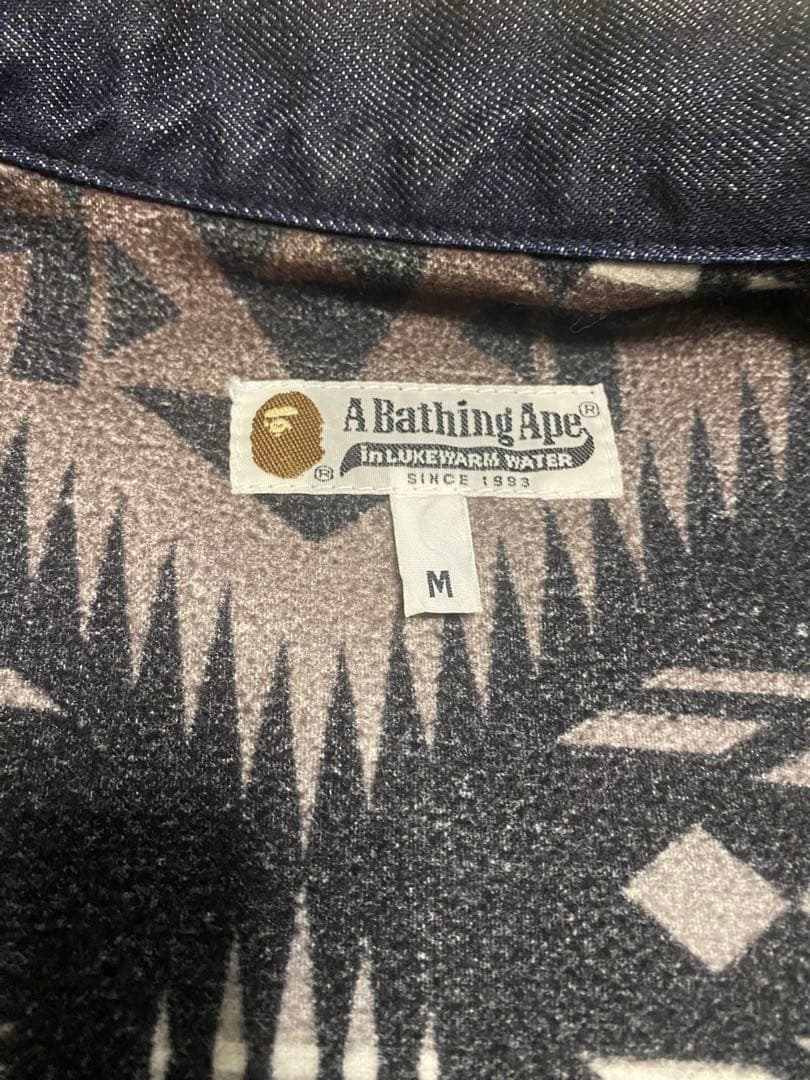 A Bathing Ape®
in LUKEWARM WATER
®
SINCE 1993
M